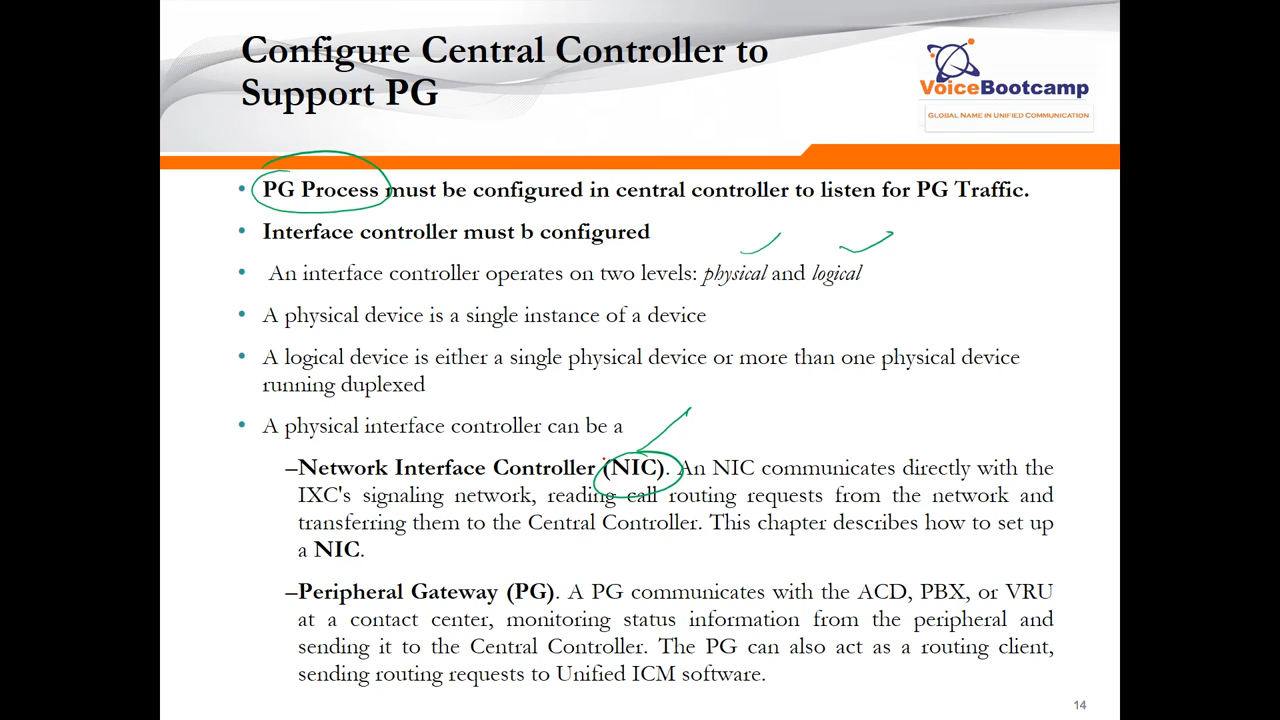 Configure Central Controller to
Support PG
VoiceBootcamp
GLOBAL NAME IN UNIFIED COMMUNICATION
• PG Process must be configured in central controller to listen for PG Traffic.
• Interface controller must b configured
• An interface controller operates on two levels: physical and logical
• A physical device is a single instance of a device
• A logical device is either a single physical device or more than one physical device
running duplexed
• A physical interface controller can be a
–Network Interface Controller (NIC). An NIC communicates directly with the
IXC's signaling network, reading call routing requests from the network and
transferring them to the Central Controller. This chapter describes how to set up
a NIC.
–Peripheral Gateway (PG). A PG communicates with the ACD, PBX, or VRU
at a contact center, monitoring status information from the peripheral and
sending it to the Central Controller. The PG can also act as a routing client,
sending routing requests to Unified ICM software.
14